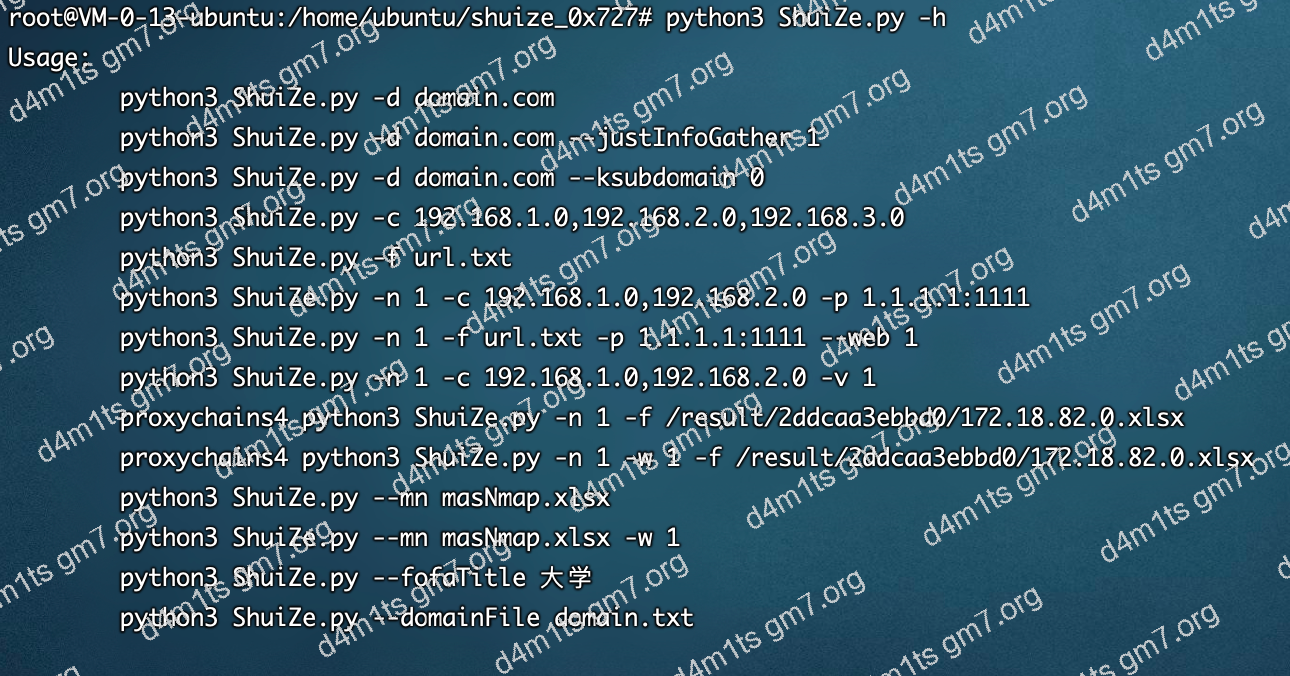 root@VM-0-13-ubuntu:/home/ubuntu/shuize_0x727# python3 ShuiZe.py -h
Usage:
python3 ShuiZe.py -d domain.com
python3 ShuiZe.py -d domain.com --justInfoGather 1
python3 ShuiZe.py -d domain.com --ksubdomain 0
python3 ShuiZe.py -c 192.168.1.0,192.168.2.0,192.168.3.0
python3 ShuiZe.py -f url.txt
python3 ShuiZe.py -n 1 -c 192.168.1.0,192.168.2.0 -p 1.1.1.1:1111
python3 ShuiZe.py -n 1 -f url.txt -p 1.1.1.1:1111 --web 1
python3 ShuiZe.py -n 1 -c 192.168.1.0,192.168.2.0 -v 1
proxychains4 python3 ShuiZe.py -n 1 -f /result/2ddcaa3ebbd0/172.18.82.0.xlsx
proxychains4 python3 ShuiZe.py -n 1 -w 1 -f /result/2ddcaa3ebbd0/172.18.82.0.xlsx
python3 ShuiZe.py --mn masNmap.xlsx
python3 ShuiZe.py --mn masNmap.xlsx -w 1
python3 ShuiZe.py --fofaTitle 大学
python3 ShuiZe.py --domainFile domain.txt
d4m1ts gm7.org